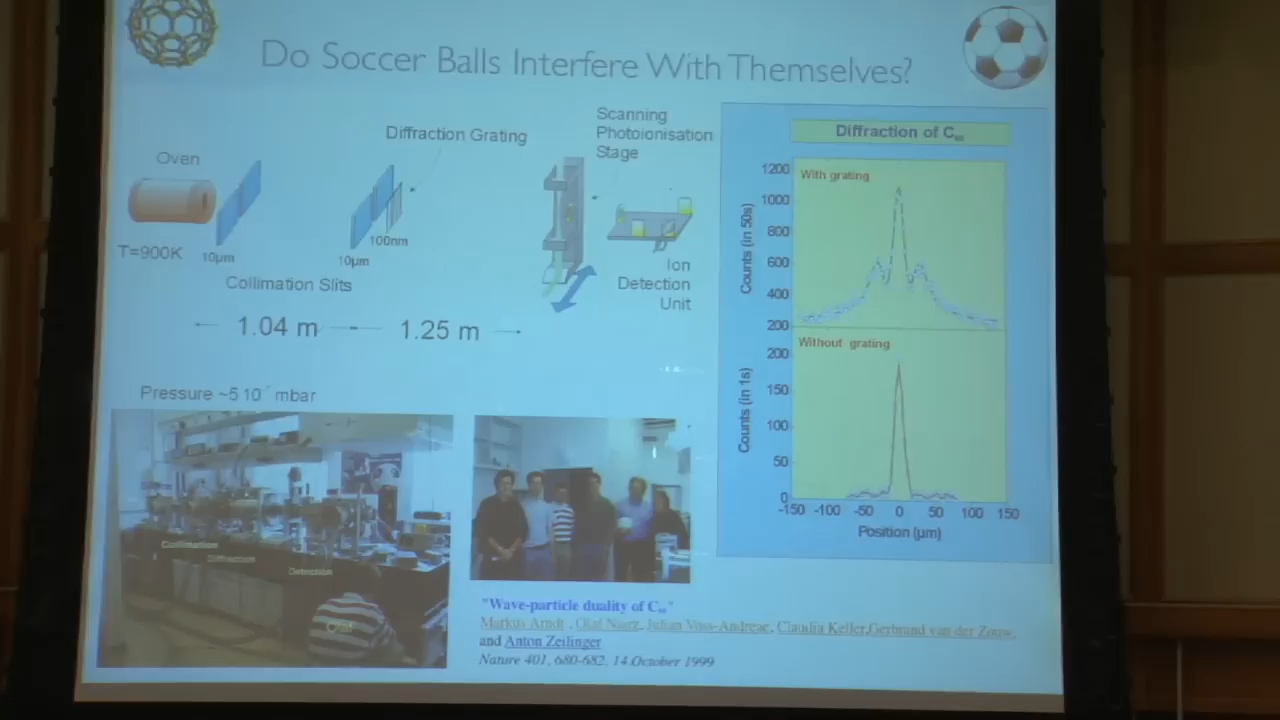 Do Soccer Balls Interfere With Themselves?
Scanning
Photoionisation
Stage
Diffraction Grating
Oven
T=900K
10µm
100nm
10µm
Collimation Slits
Ion
Detection
Unit
1.04 m
1.25 m
Pressure ~5 10 mbar
Diffraction of C60
With grating
Counts (in 50s)
1200
1000
800
600
400
200
Without grating
Counts (in 1s)
200
150
100
50
0
-150 -100 -50 0 50 100 150
Position (µm)
Collimation
Diffraction
Detection
Olaf
"Wave-particle duality of C60"
Markus Arndt, Olaf Nairz, Julian Voss-Andreae, Claudia Keller, Gerbrand van der Zouw,
and Anton Zeilinger
Nature 401, 680-682, 14.October 1999